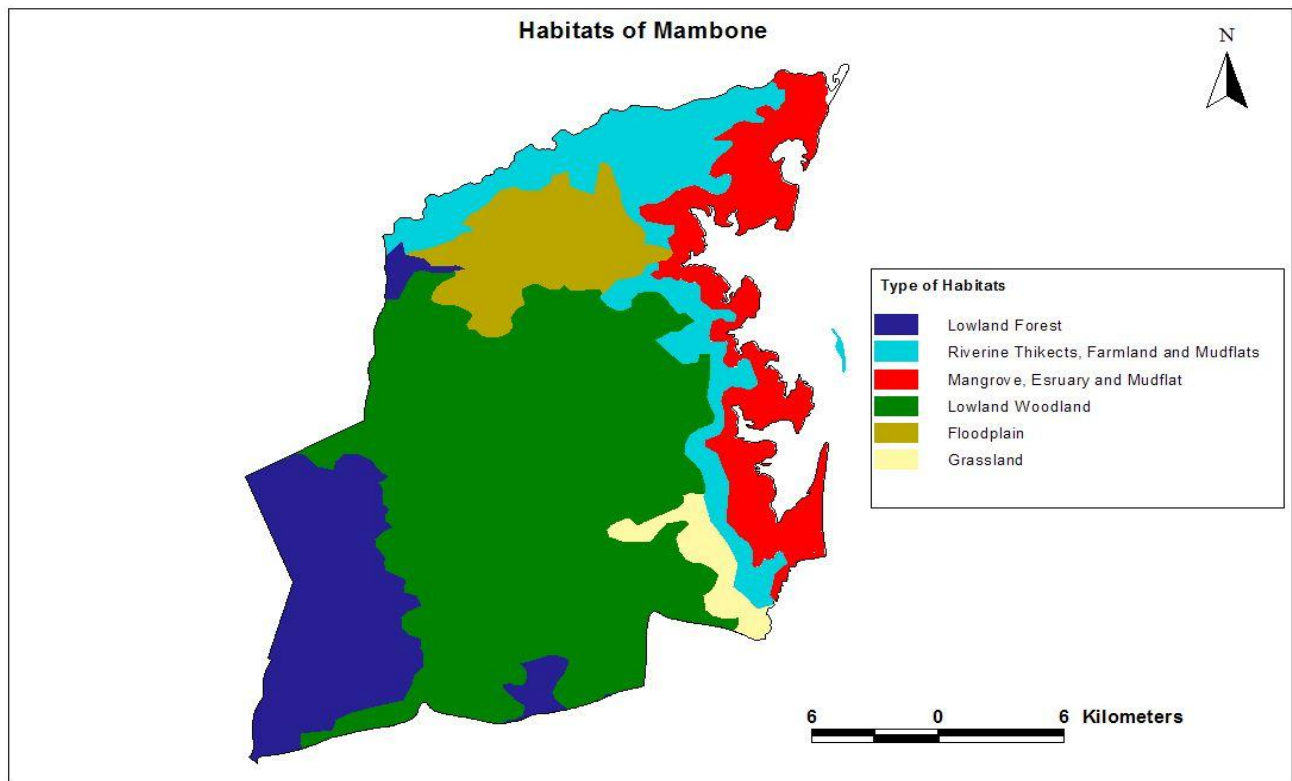 Habitats of Mambone
N
Type of Habitats
Lowland Forest
Riverine Thikects, Farmland and Mudflats
Mangrove, Esruary and Mudflat
Lowland Woodland
Floodplain
Grassland
6 0 6 Kilometers